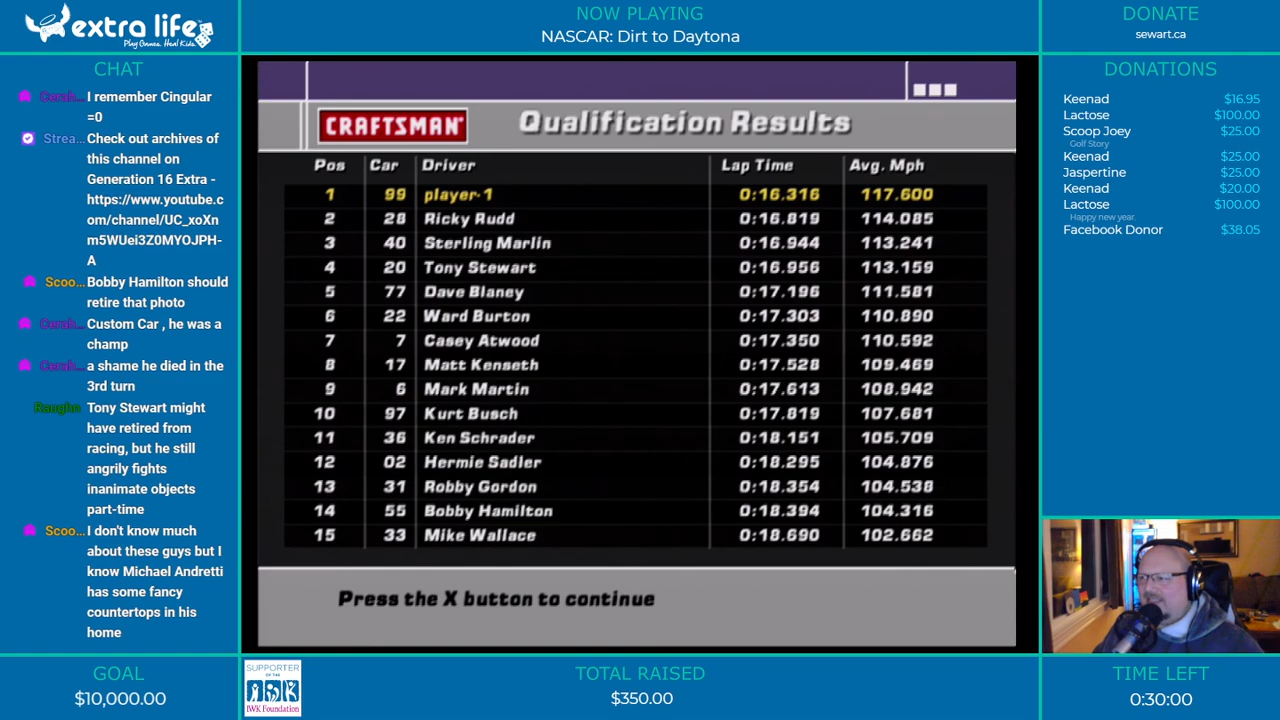 extra life
Play Games. Heal Kids.
NOW PLAYING
NASCAR: Dirt to Daytona
DONATE
sewart.ca
CHAT
Cerah... I remember Cingular
=0
Strea... Check out archives of
this channel on
Generation 16 Extra -
https://www.youtube.c
om/channel/UC_xoXn
m5WUei3Z0MYOJPH-
A
Scoo... Bobby Hamilton should
retire that photo
Cerah... Custom Car , he was a
champ
Cerah... a shame he died in the
3rd turn
Raughn Tony Stewart might
have retired from
racing, but he still
angrily fights
inanimate objects
part-time
Scoo... I don't know much
about these guys but I
know Michael Andretti
has some fancy
countertops in his
home
CRAFTSMAN
Qualification Results
Pos Car Driver Lap Time Avg. Mph
1 99 player-1 0:16.316 117.600
2 28 Ricky Rudd 0:16.819 114.085
3 40 Sterling Marlin 0:16.944 113.241
4 20 Tony Stewart 0:16.956 113.159
5 77 Dave Blaney 0:17.196 111.581
6 22 Ward Burton 0:17.303 110.890
7 7 Casey Atwood 0:17.350 110.592
8 17 Matt Kenseth 0:17.528 109.469
9 6 Mark Martin 0:17.613 108.942
10 97 Kurt Busch 0:17.819 107.681
11 36 Ken Schrader 0:18.151 105.709
12 02 Hermie Sadler 0:18.295 104.876
13 31 Robby Gordon 0:18.354 104.538
14 55 Bobby Hamilton 0:18.394 104.316
15 33 Mike Wallace 0:18.690 102.662
Press the X button to continue
DONATIONS
Keenad $16.95
Lactose $100.00
Scoop Joey $25.00
Golf Story
Keenad $25.00
Jaspertine $25.00
Keenad $20.00
Lactose $100.00
Happy new year.
Facebook Donor $38.05
GOAL
$10,000.00
SUPPORTER
OF THE
IWK
IWK Foundation
TOTAL RAISED
$350.00
TIME LEFT
0:30:00